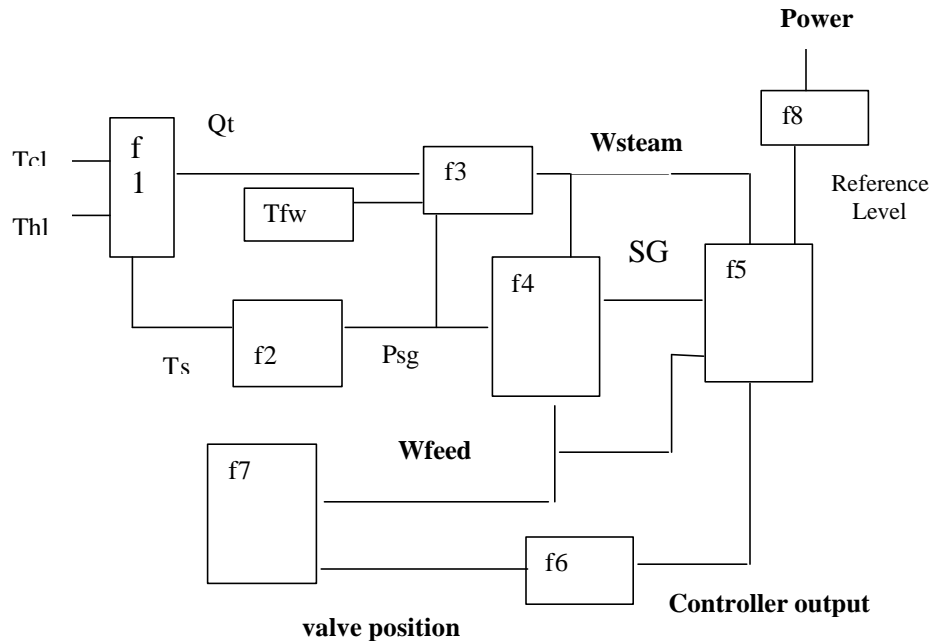 Power
f8
Qt
f
1
Tcl
Thl
f3
Wsteam
Reference
Level
Tfw
SG
f4
f5
Ts
f2
Psg
Wfeed
f7
f6
Controller output
valve position